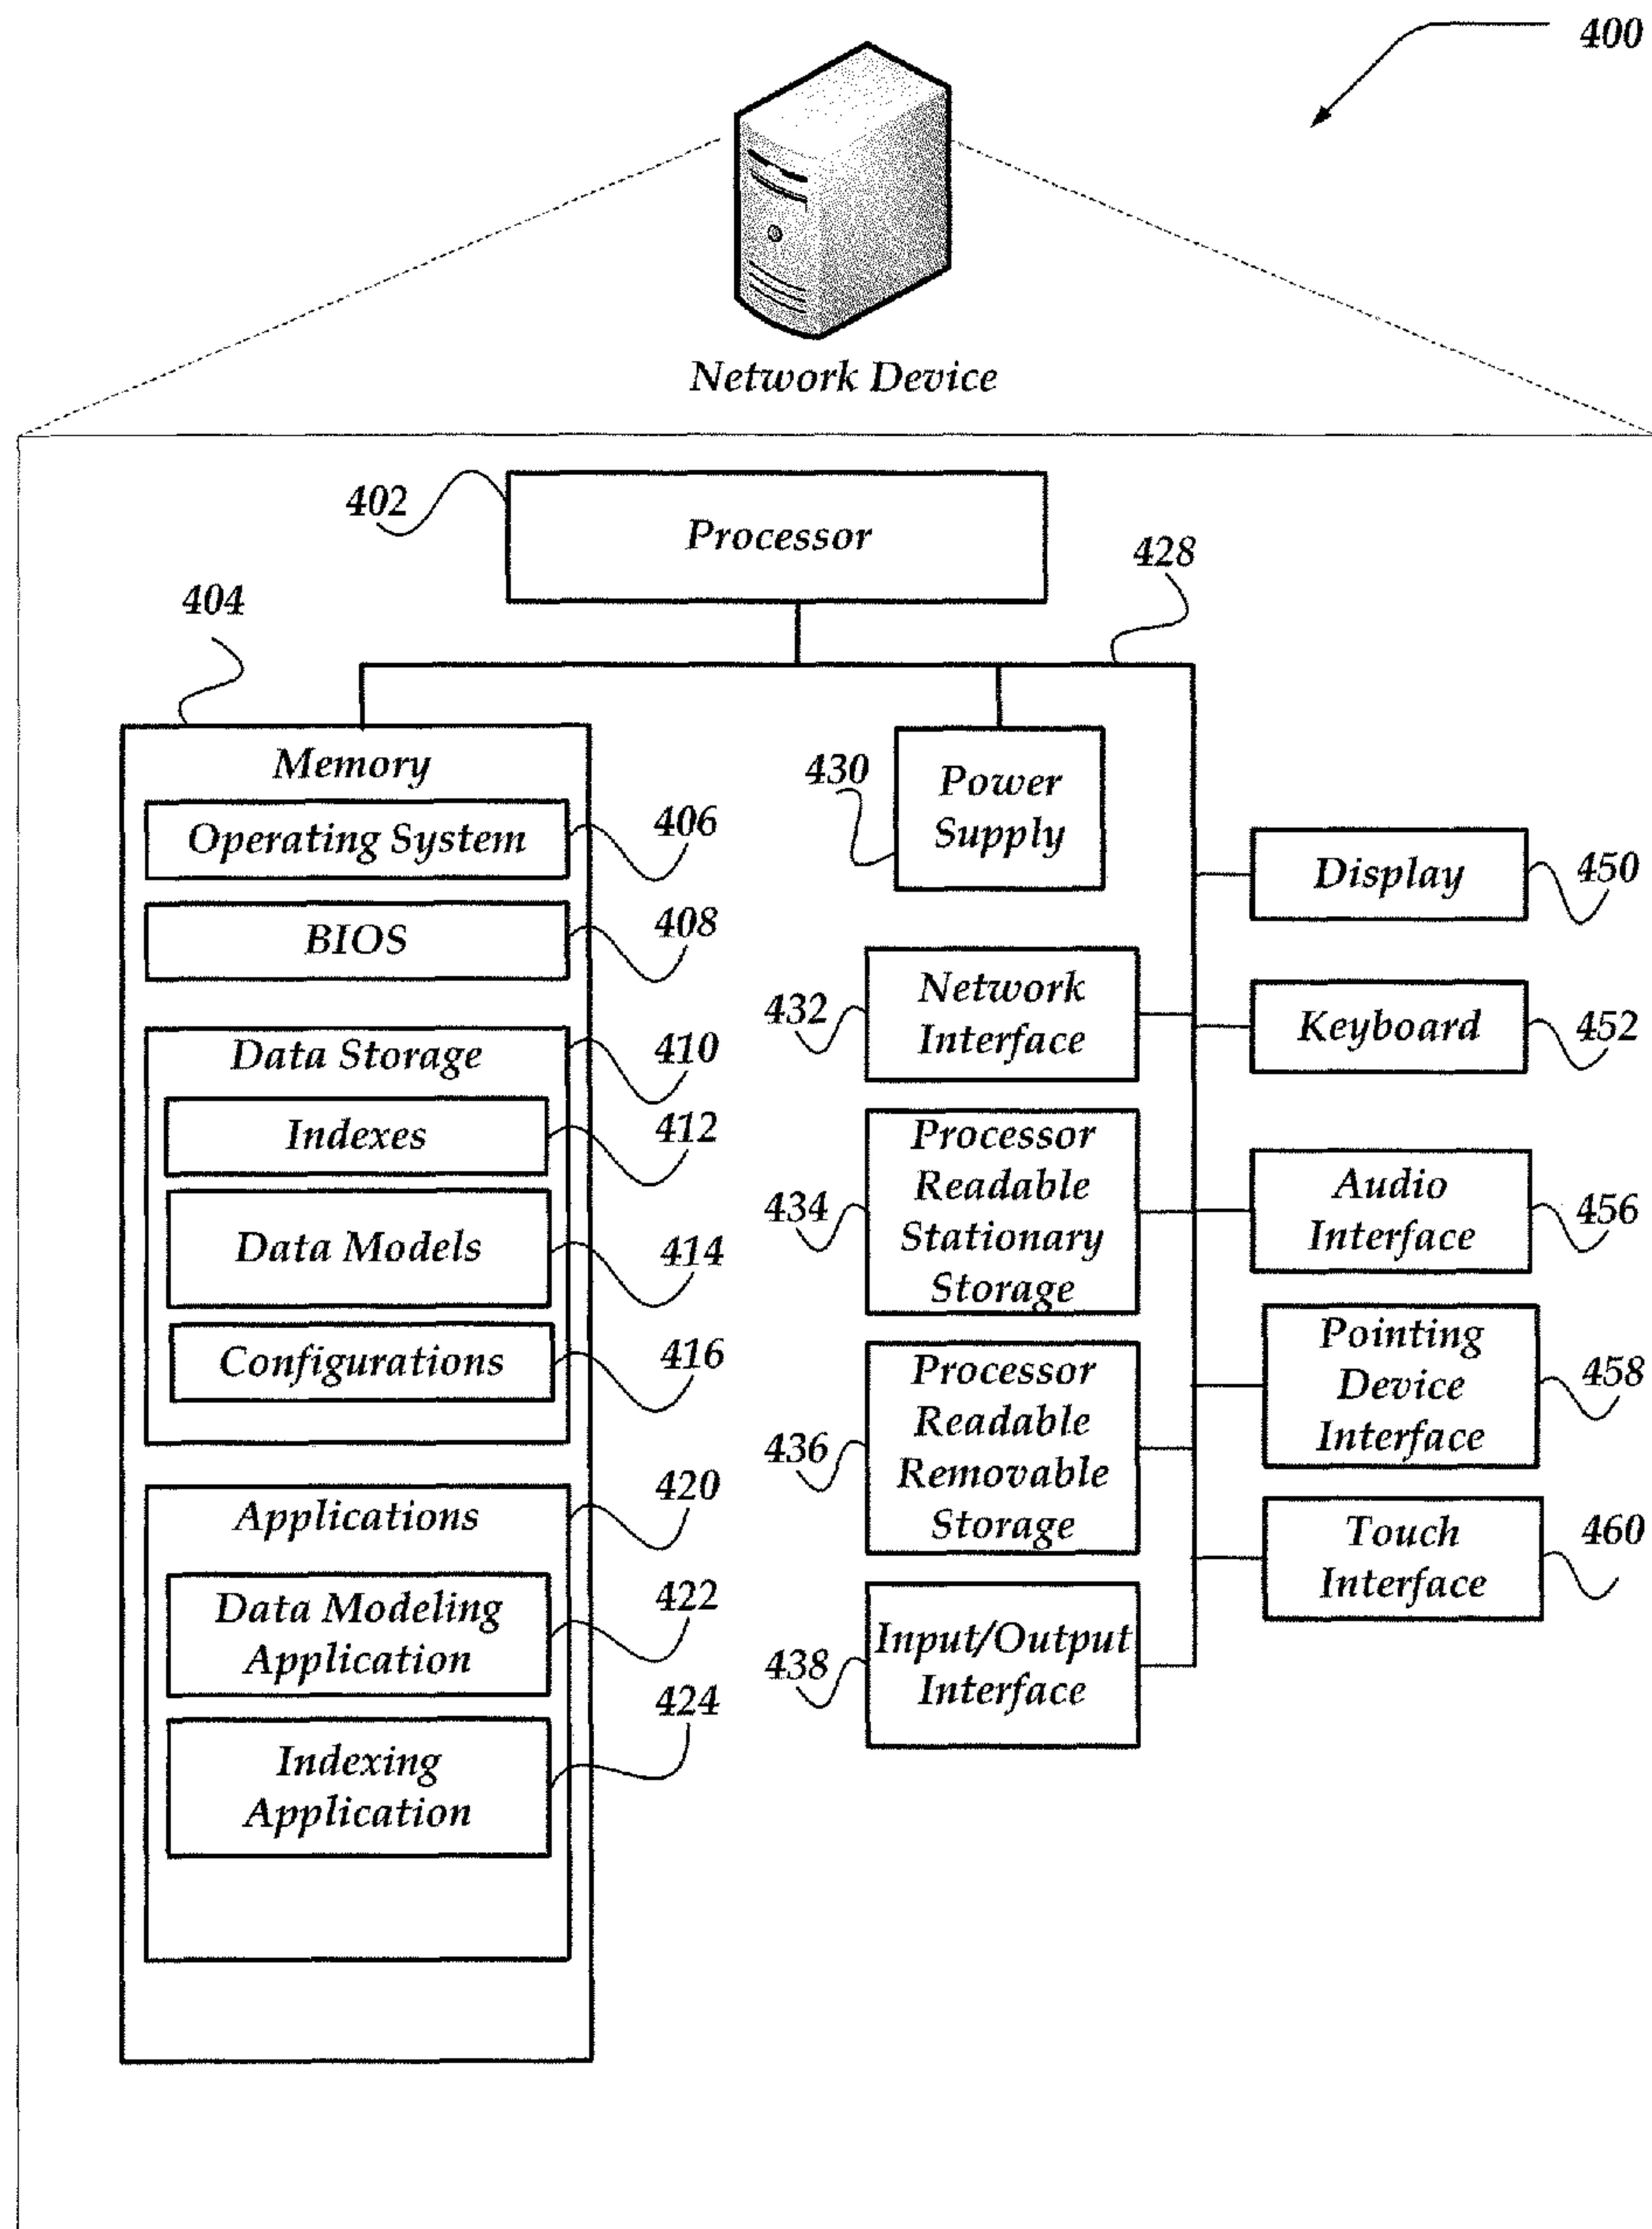 400
Network Device
402
Processor
428
404
Memory
Operating System
406
BIOS
408
Data Storage
410
Indexes
412
Data Models
414
Configurations
416
Applications
420
Data Modeling
Application
422
Indexing
Application
424
430
Power
Supply
432
Network
Interface
434
Processor
Readable
Stationary
Storage
436
Processor
Readable
Removable
Storage
438
Input/Output
Interface
Display
450
Keyboard
452
Audio
Interface
456
Pointing
Device
Interface
458
Touch
Interface
460